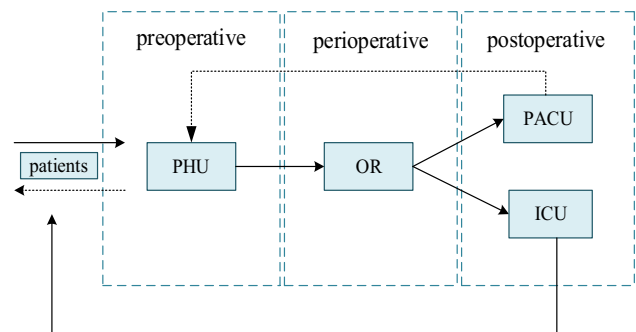 preoperative
perioperative
postoperative
patients
PHU
OR
PACU
ICU